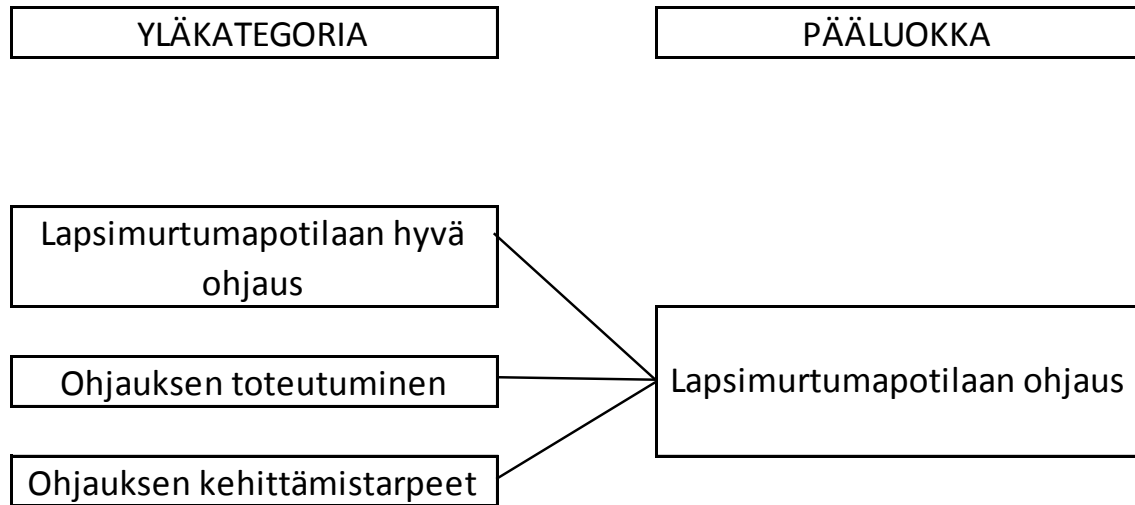 YLÄKATEGORIA
PÄÄLUOKKA
Lapsimurtumapotilaan hyvä
ohjaus
Ohjauksen toteutuminen
Lapsimurtumapotilaan ohjaus
Ohjauksen kehittämistarpeet